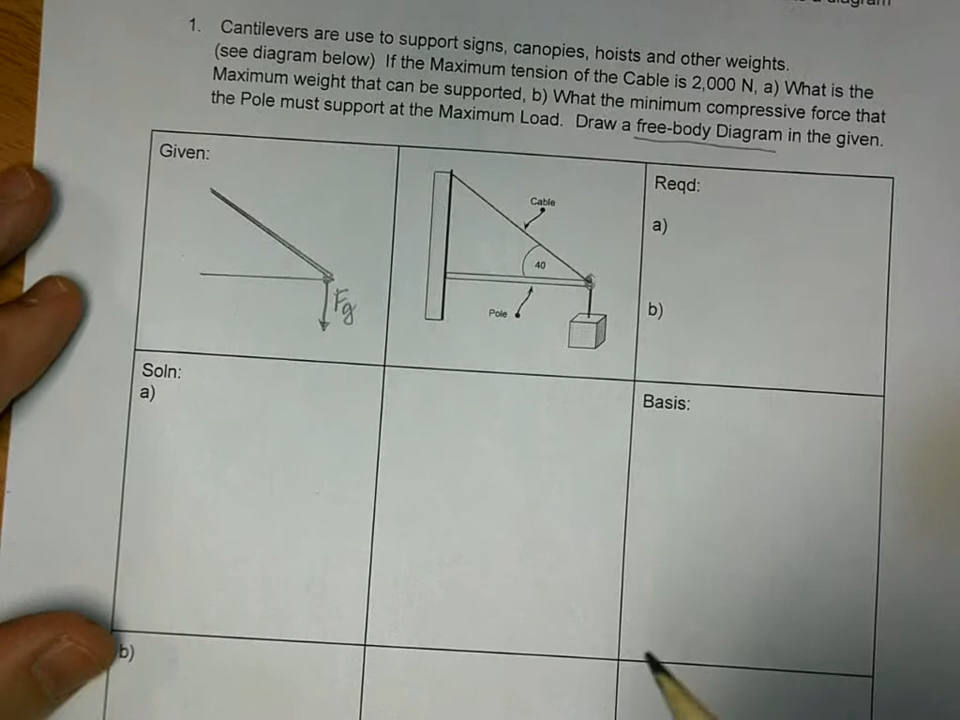 1. Cantilevers are use to support signs, canopies, hoists and other weights.
(see diagram below) If the Maximum tension of the Cable is 2,000 N, a) What is the
Maximum weight that can be supported, b) What the minimum compressive force that
the Pole must support at the Maximum Load. Draw a free-body Diagram in the given.
Given:
Fg
Cable
40
Pole
Reqd:
a)
b)
Soln:
a)
Basis:
b)